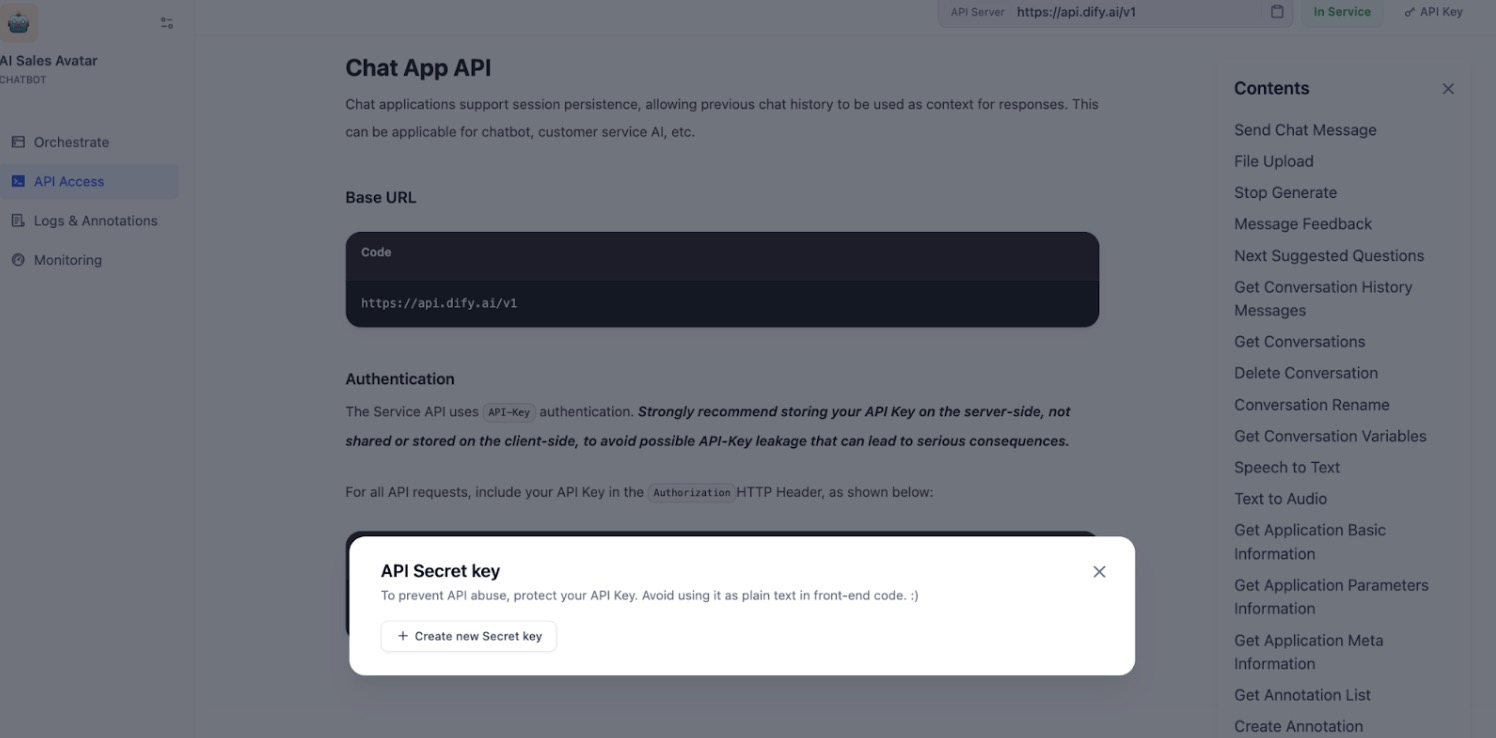 API Server https://api.dify.ai/v1 In Service API Key
AI Sales Avatar
CHATBOT
Orchestrate
API Access
Logs & Annotations
Monitoring
Chat App API
Chat applications support session persistence, allowing previous chat history to be used as context for responses. This
can be applicable for chatbot, customer service AI, etc.
Base URL
Code
https://api.dify.ai/v1
Authentication
The Service API uses API-Key authentication. Strongly recommend storing your API Key on the server-side, not
shared or stored on the client-side, to avoid possible API-Key leakage that can lead to serious consequences.
For all API requests, include your API Key in the Authorization HTTP Header, as shown below:
API Secret key
To prevent API abuse, protect your API Key. Avoid using it as plain text in front-end code. :)
+ Create new Secret key
Contents
Send Chat Message
File Upload
Stop Generate
Message Feedback
Next Suggested Questions
Get Conversation History
Messages
Get Conversations
Delete Conversation
Conversation Rename
Get Conversation Variables
Speech to Text
Text to Audio
Get Application Basic
Information
Get Application Parameters
Information
Get Application Meta
Information
Get Annotation List
Create Annotation